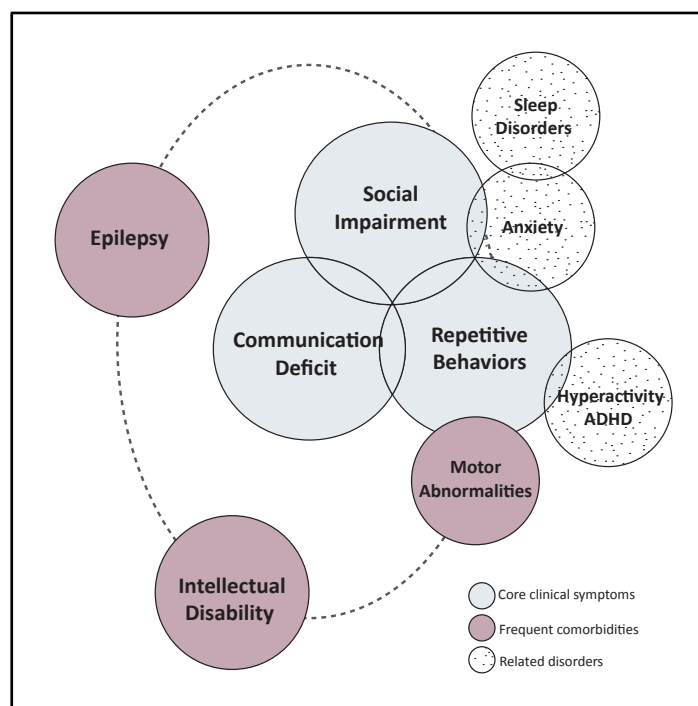 Sleep
Disorders
Social
Impairment
Anxiety
Epilepsy
Communication
Deficit
Repetitive
Behaviors
Hyperactivity
ADHD
Motor
Abnormalities
Intellectual
Disability
Core clinical symptoms
Frequent comorbidities
Related disorders